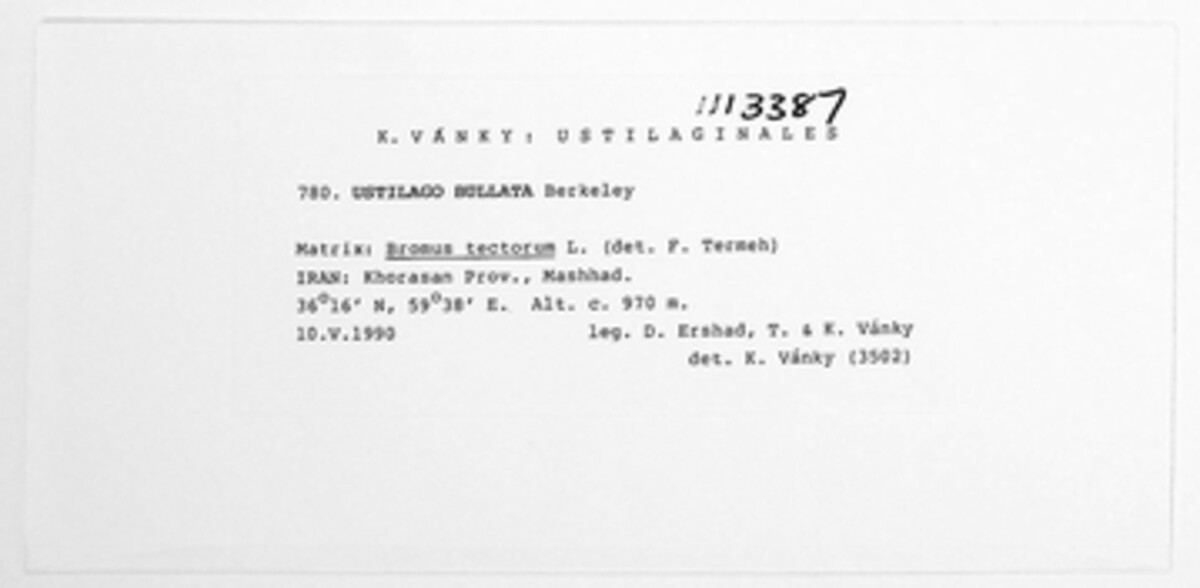 1113387
K. VÁNKY: USTILAGINALES
780. USTILAGO BULLATA Berkeley
Matrix: Bromus tectorum L. (det. F. Termeh)
IRAN: Khorasan Prov., Mashhad.
36°16' N, 59°38' E. Alt. c. 970 m.
10.V.1990 leg. D. Ershad, T. & K. Vánky
det. K. Vánky (3502)